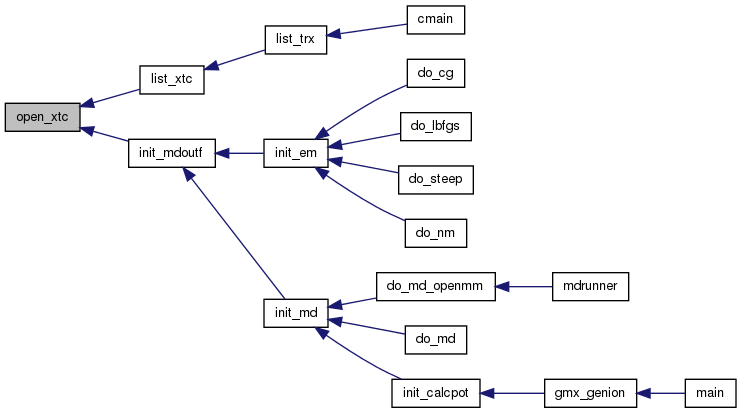 cmain
list_trx
do_cg
list_xtc
open_xtc
do_lbfgs
init_mdoutf
init_em
do_steep
do_nm
do_md_openmm
mdrunner
init_md
do_md
init_calcpot
gmx_genion
main